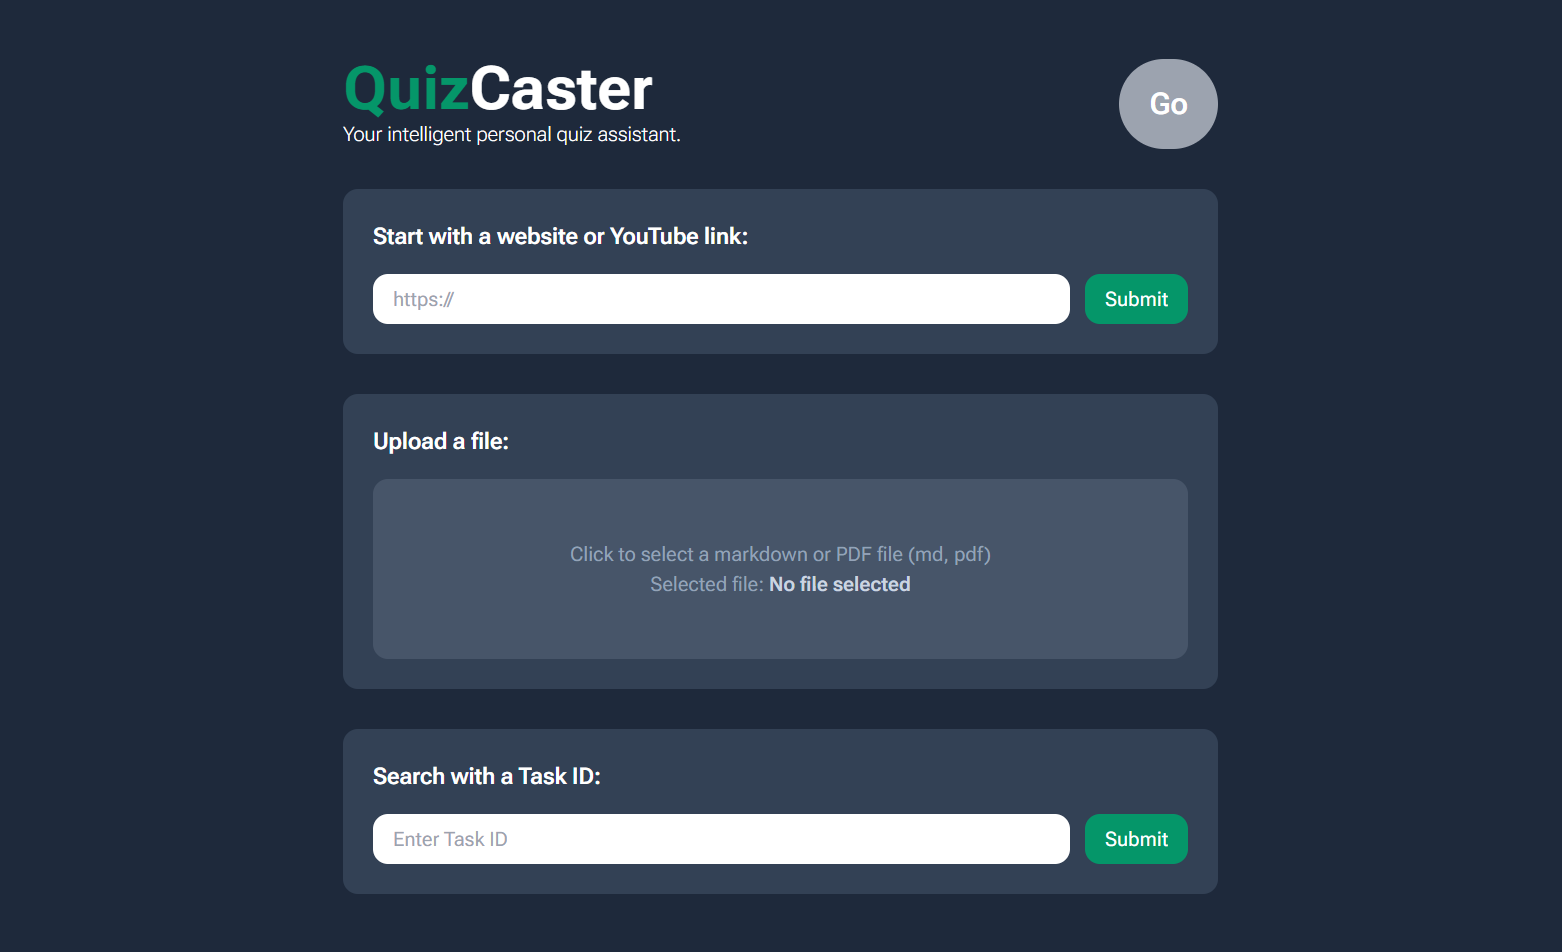 QuizCaster
Your intelligent personal quiz assistant.
Go
Start with a website or YouTube link:
https://
Submit
Upload a file:
Click to select a markdown or PDF file (md, pdf)
Selected file: No file selected
Search with a Task ID:
Enter Task ID
Submit